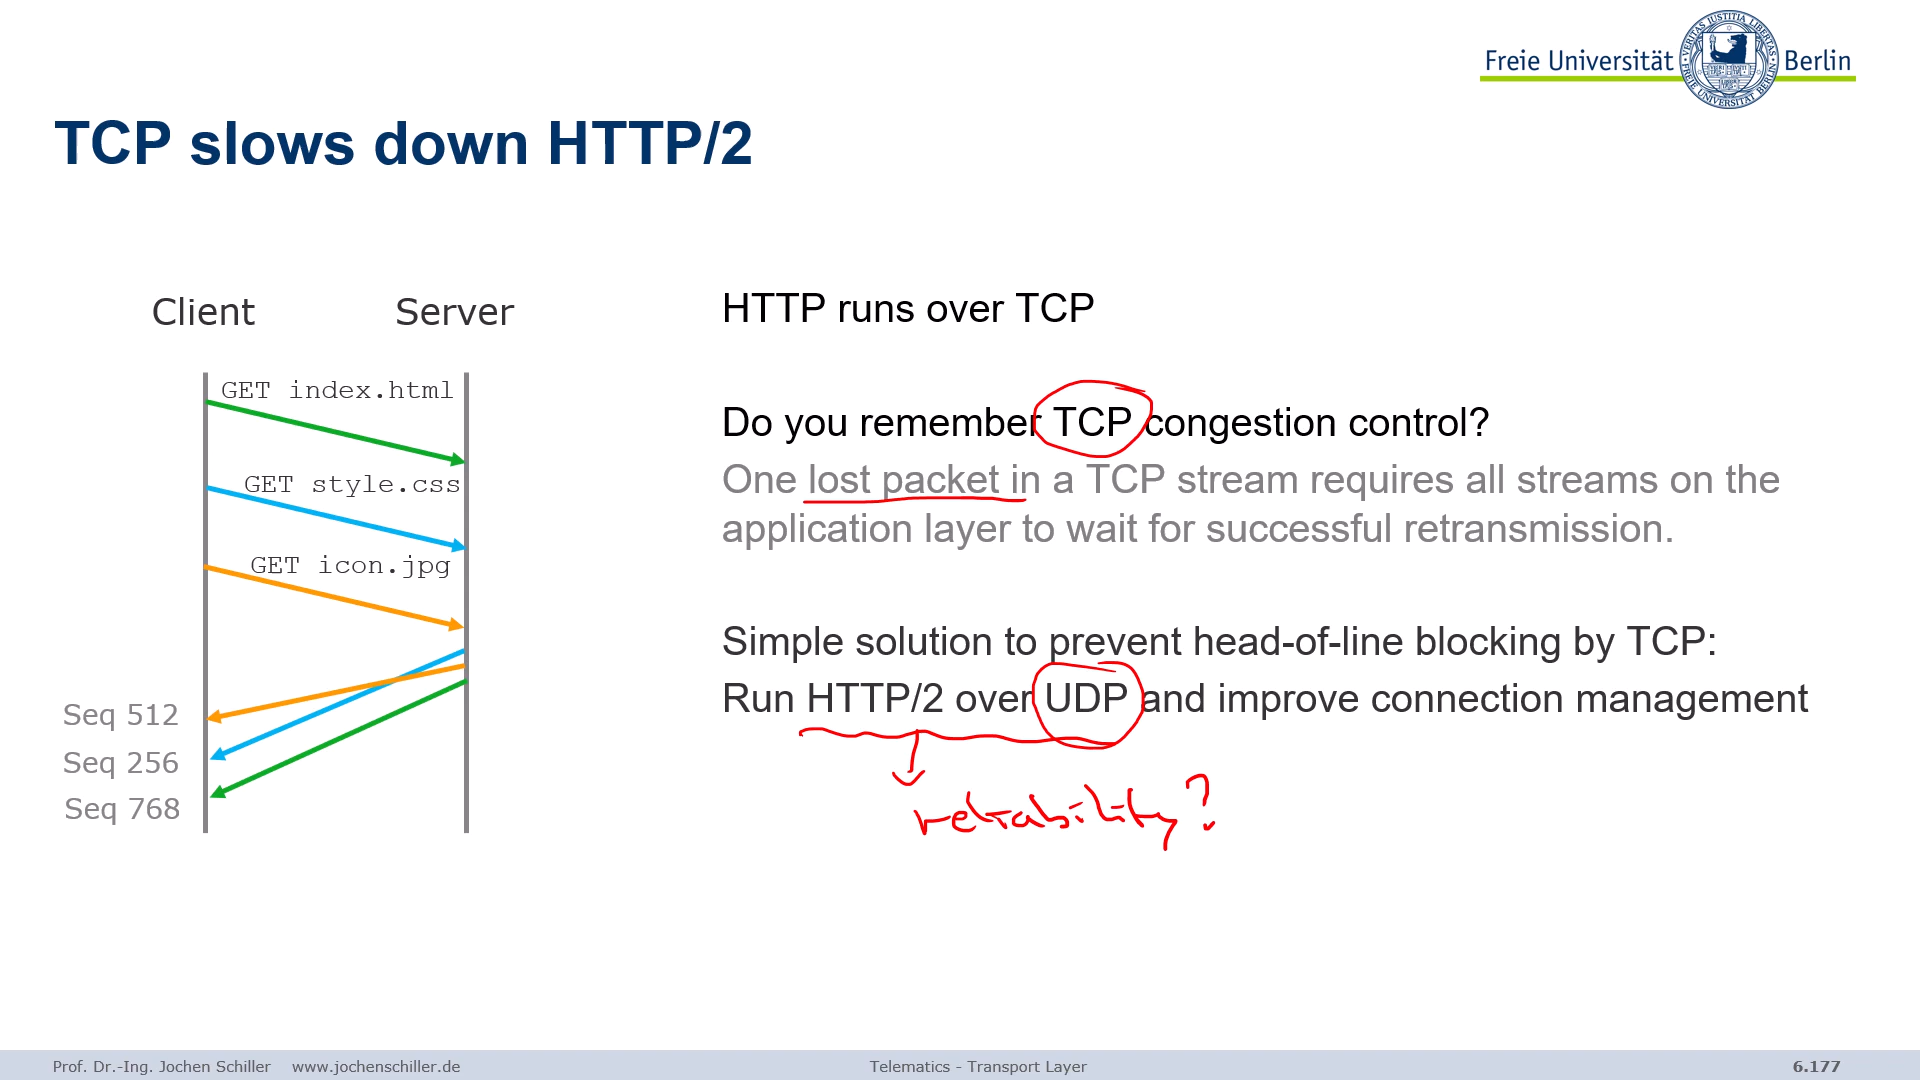 Freie Universität Berlin
TCP slows down HTTP/2
Client Server
GET index.html
GET style.css
GET icon.jpg
Seq 512
Seq 256
Seq 768
HTTP runs over TCP
Do you remember TCP congestion control?
One lost packet in a TCP stream requires all streams on the
application layer to wait for successful retransmission.
Simple solution to prevent head-of-line blocking by TCP:
Run HTTP/2 over UDP and improve connection management
reliability?
Prof. Dr.-Ing. Jochen Schiller www.jochenschiller.de Telematics - Transport Layer 6.177